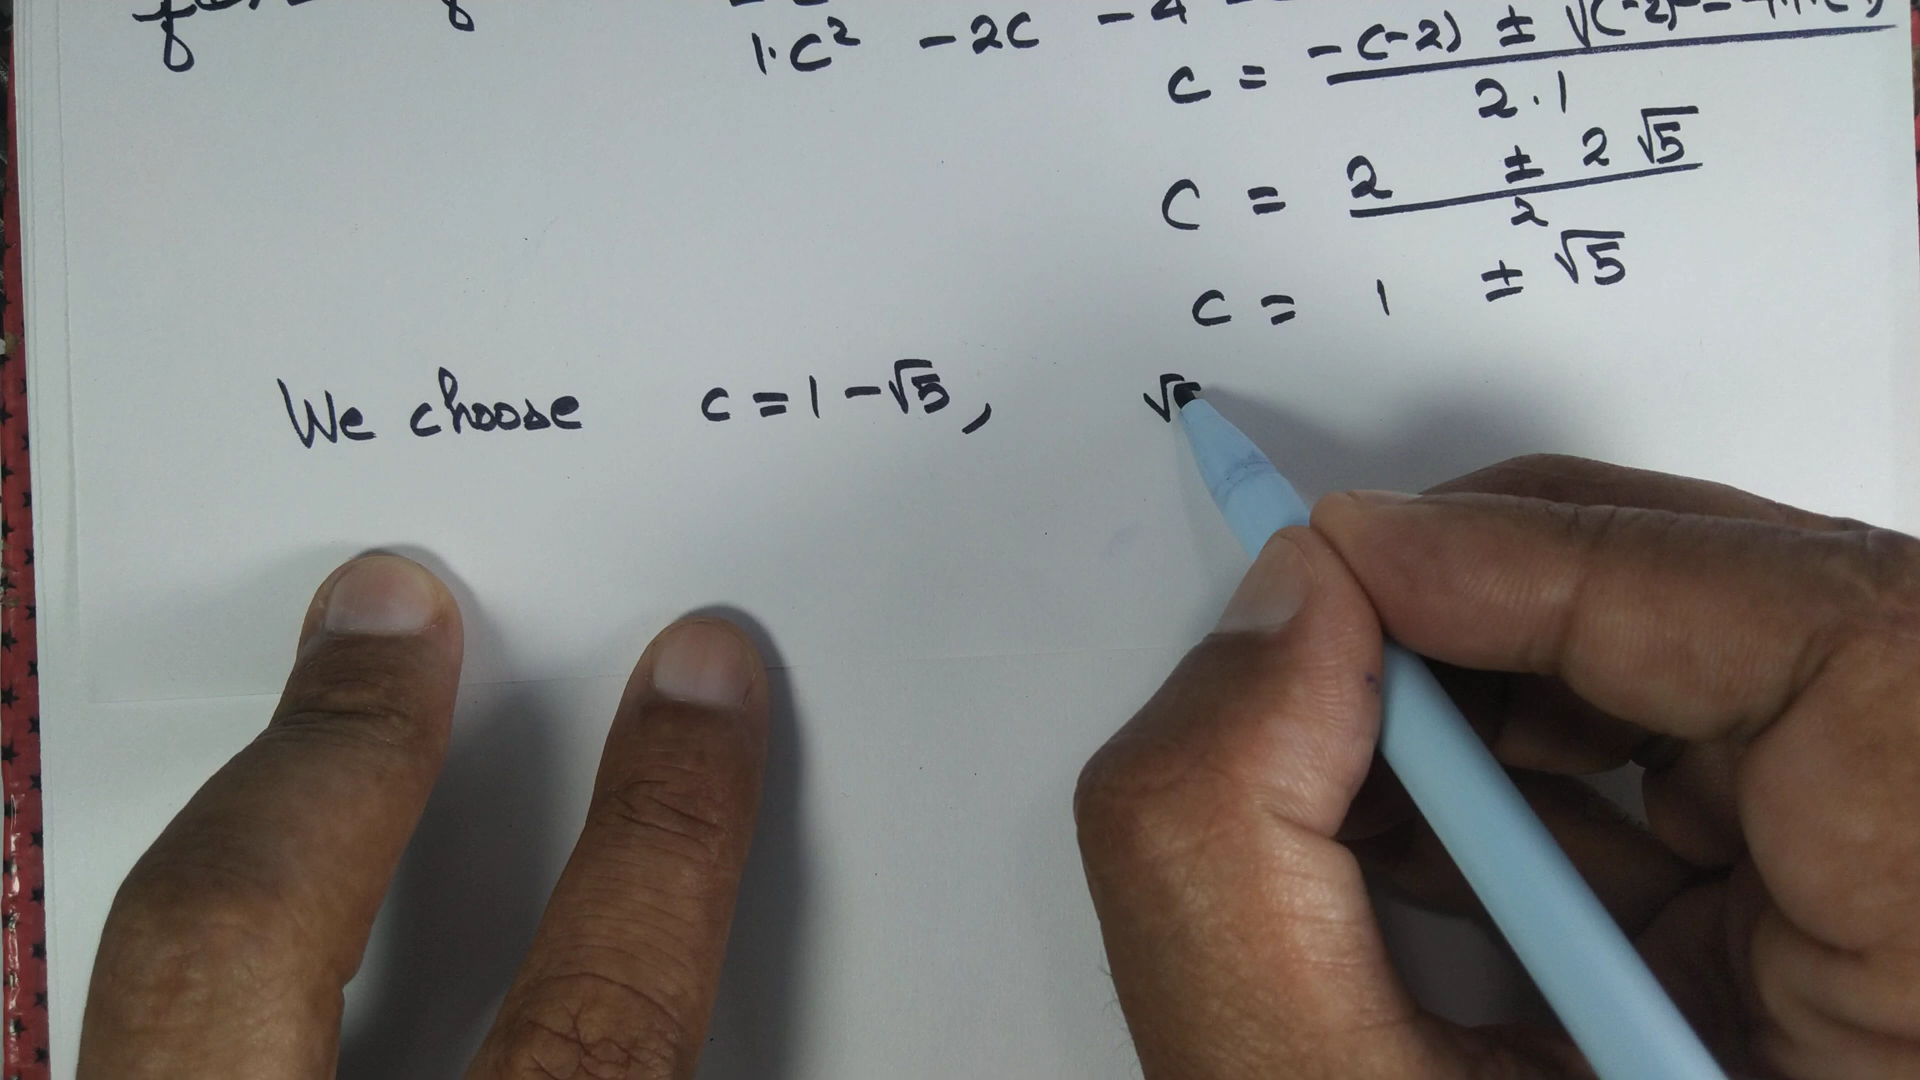 1·c² - 2c - 4
c = -(-2) ± √(-2)² - 4·1·(-4) / 2·1
c = 2 ± 2√5 / 2
c = 1 ± √5
We choose c = 1 - √5,